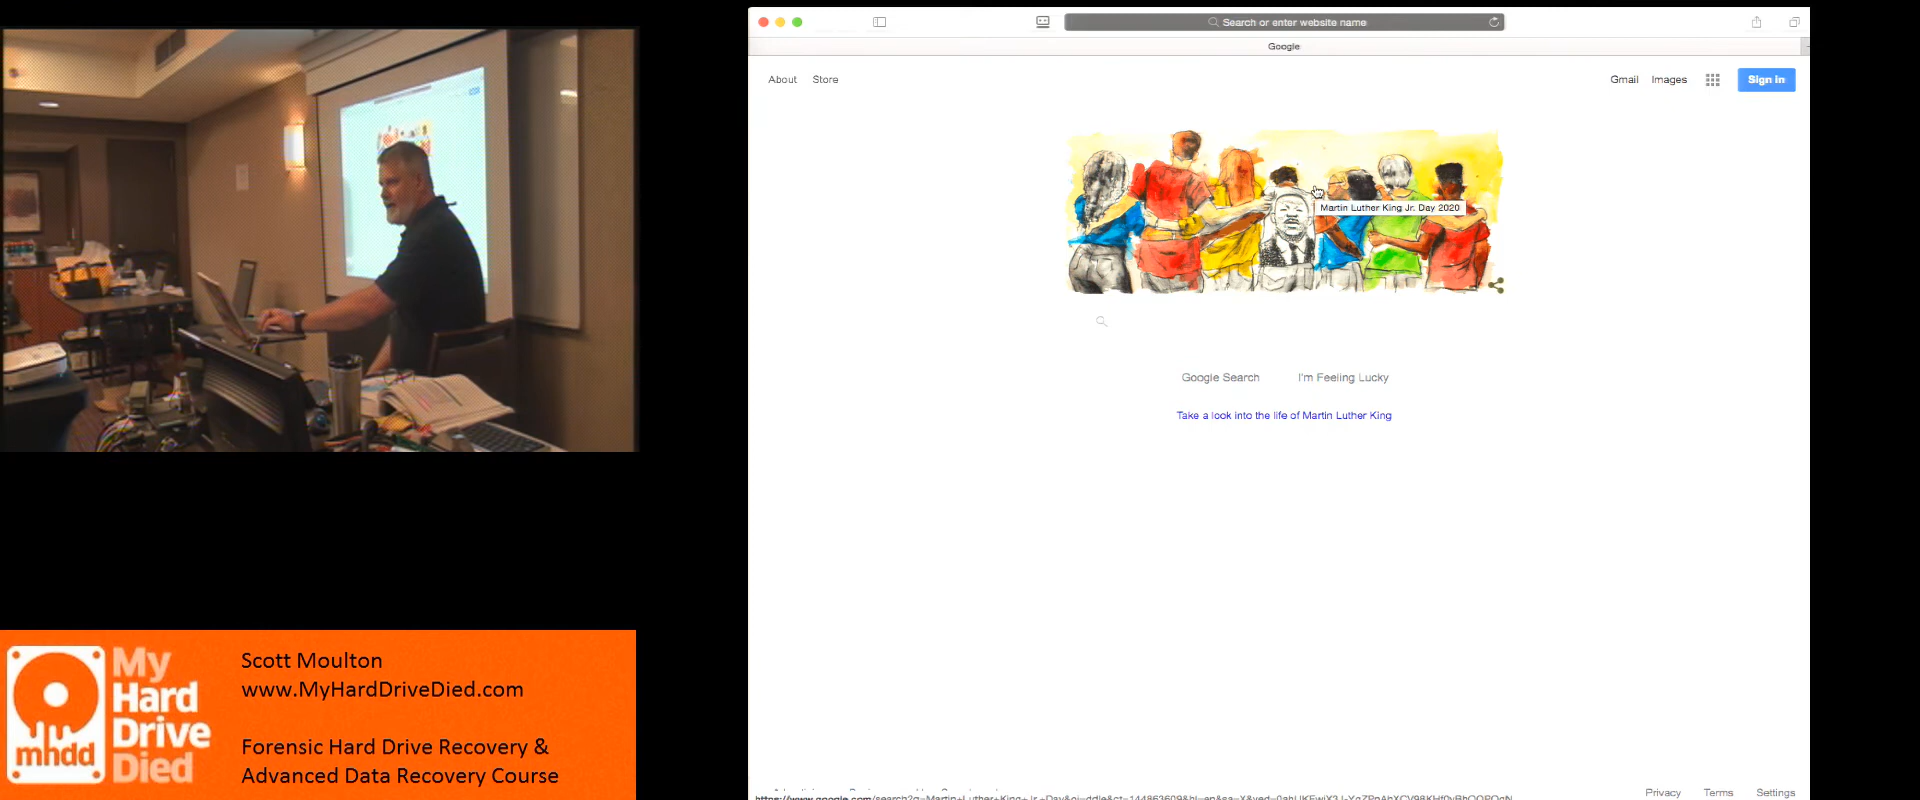 Search or enter website name
Google
About Store
Gmail Images Sign in
Martin Luther King Jr. Day 2020
Google Search I'm Feeling Lucky
Take a look into the life of Martin Luther King
Privacy Terms Settings
My
Hard
Drive
Died
mhdd
Scott Moulton
www.MyHardDriveDied.com
Forensic Hard Drive Recovery &
Advanced Data Recovery Course